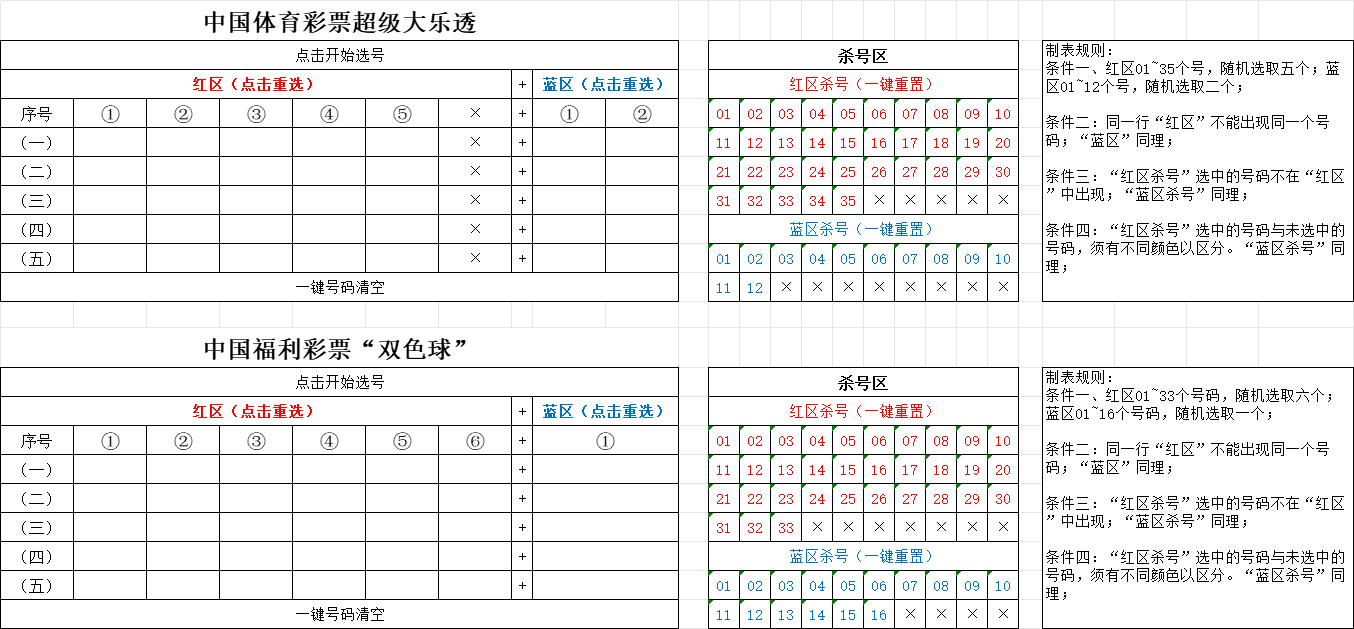 中国体育彩票超级大乐透
点击开始选号
红区（点击重选） + 蓝区（点击重选）
序号 ① ② ③ ④ ⑤ × + ① ②
（一） × +
（二） × +
（三） × +
（四） × +
（五） × +
一键号码清空
杀号区
红区杀号（一键重置）
01 02 03 04 05 06 07 08 09 10
11 12 13 14 15 16 17 18 19 20
21 22 23 24 25 26 27 28 29 30
31 32 33 34 35 × × × × ×
蓝区杀号（一键重置）
01 02 03 04 05 06 07 08 09 10
11 12 × × × × × × × ×
制表规则：
条件一、红区01~35个号，随机选取五个；蓝
区01~12个号，随机选取二个；
条件二：同一行“红区”不能出现同一个号
码；“蓝区”同理；
条件三：“红区杀号”选中的号码不在“红区
”中出现；“蓝区杀号”同理；
条件四：“红区杀号”选中的号码与未选中的
号码，须有不同颜色以区分。“蓝区杀号”同
理；
中国福利彩票“双色球”
点击开始选号
红区（点击重选） + 蓝区（点击重选）
序号 ① ② ③ ④ ⑤ ⑥ + ①
（一） +
（二） +
（三） +
（四） +
（五） +
一键号码清空
杀号区
红区杀号（一键重置）
01 02 03 04 05 06 07 08 09 10
11 12 13 14 15 16 17 18 19 20
21 22 23 24 25 26 27 28 29 30
31 32 33 × × × × × × ×
蓝区杀号（一键重置）
01 02 03 04 05 06 07 08 09 10
11 12 13 14 15 16 × × × ×
制表规则：
条件一、红区01~33个号码，随机选取六个；
蓝区01~16个号码，随机选取一个；
条件二：同一行“红区”不能出现同一个号
码；“蓝区”同理；
条件三：“红区杀号”选中的号码不在“红区
”中出现；“蓝区杀号”同理；
条件四：“红区杀号”选中的号码与未选中的
号码，须有不同颜色以区分。“蓝区杀号”同
理；